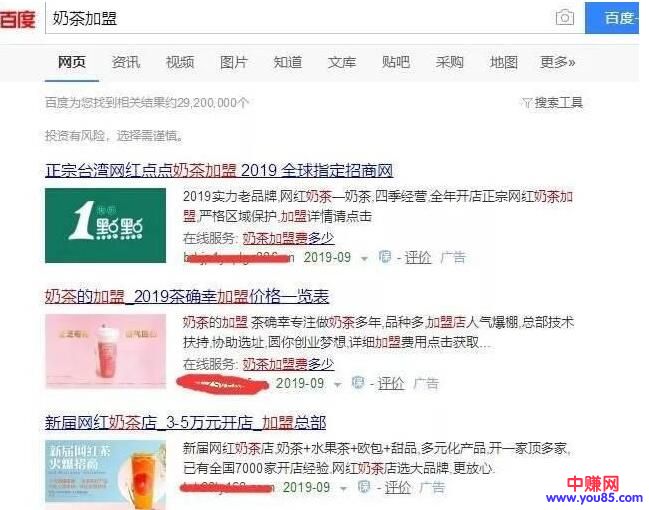 百度
奶茶加盟
百度一
网页 资讯 视频 图片 知道 文库 贴吧 采购 地图 更多»
百度为您找到相关结果约29,200,000个
搜索工具
投资有风险，选择需谨慎。
正宗台湾网红点点奶茶加盟 2019 全球指定招商网
1點點
2019实力老品牌,网红奶茶—奶茶,四季经营,全年开店正宗网红奶茶加
盟,严格区域保护,加盟详情请点击
在线服务: 奶茶加盟费多少
2019-09 - 评价 广告
奶茶的加盟_2019茶确幸加盟价格一览表
奶茶的加盟 茶确幸专注做奶茶多年,品种多,加盟店人气爆棚,总部技术
扶持,协助选址,圆你创业梦想,详细加盟费用点击获取...
在线服务: 奶茶加盟费多少
2019-09 - 评价 广告
新届网红奶茶店_3-5万元开店_加盟总部
新届网红茶
火爆招商
新届网红奶茶店,奶茶+水果茶+欧包+甜品,多元化产品,开一家顶多家,
已有全国7000家开店经验,网红奶茶店选大品牌,更放心.
2019-09 - 评价 广告
中赚网
www.you85.com